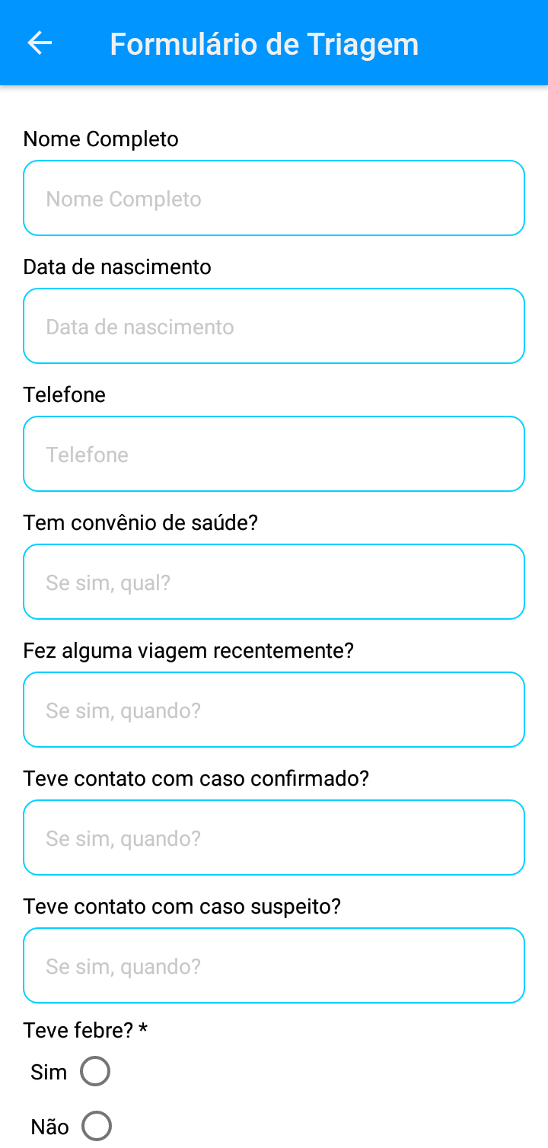 Formulário de Triagem
Nome Completo
Nome Completo
Data de nascimento
Data de nascimento
Telefone
Telefone
Tem convênio de saúde?
Se sim, qual?
Fez alguma viagem recentemente?
Se sim, quando?
Teve contato com caso confirmado?
Se sim, quando?
Teve contato com caso suspeito?
Se sim, quando?
Teve febre? *
Sim
Não